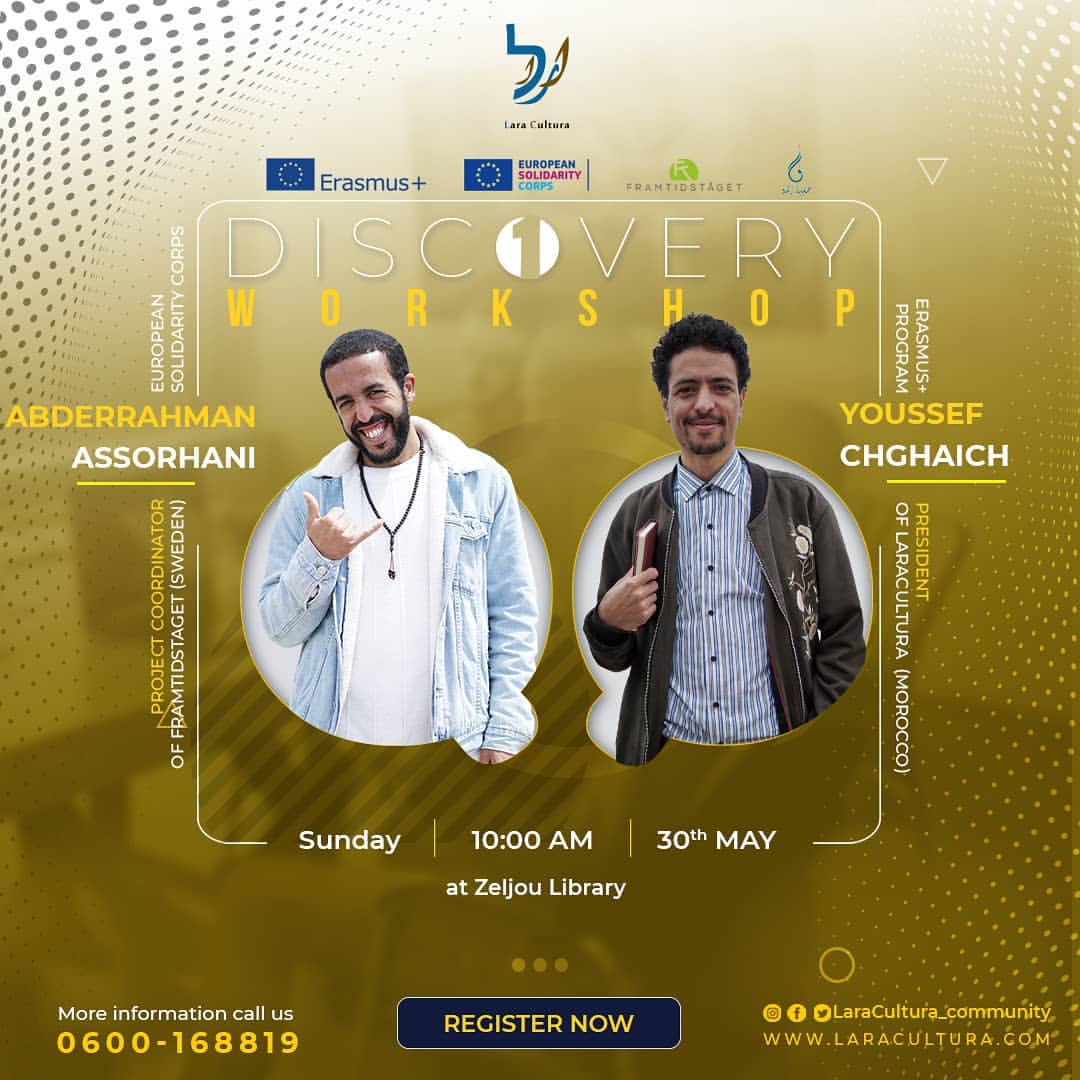 Lara Cultura
Erasmus+
EUROPEAN
SOLIDARITY
CORPS
FRAMTIDSTÅGET
DISC1VERY
WORKSHOP
EUROPEAN
SOLIDARITY CORPS
ERASMUS+
PROGRAM
ABDERRAHMAN
ASSORHANI
YOUSSEF
CHGHAICH
PROJECT COORDINATOR
OF FRAMTIDSTAGET (SWEDEN)
PRESIDENT
OF LARACULTURA (MOROCCO)
Sunday
10:00 AM
30th MAY
at Zeljou Library
More information call us
0600-168819
REGISTER NOW
LaraCultura_community
WWW.LARACULTURA.COM